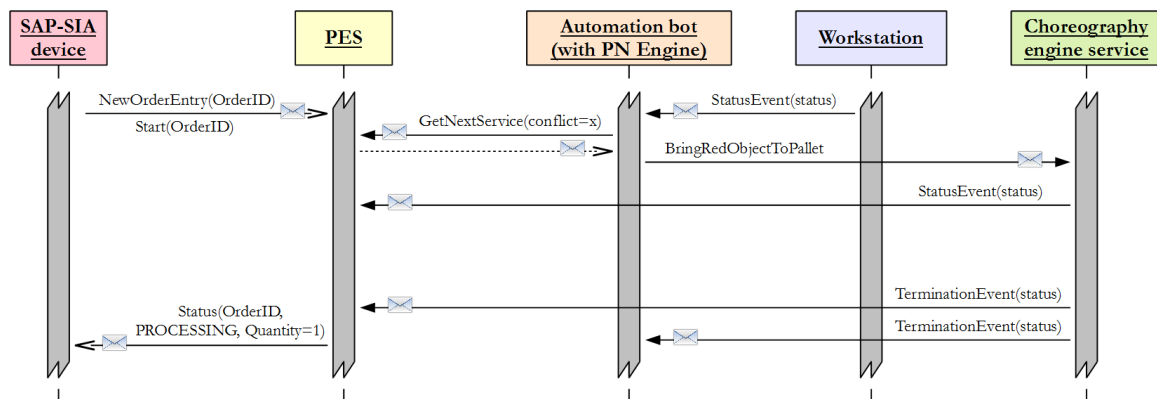 SAP-SIA
device
PES
Automation bot
(with PN Engine)
Workstation
Choreography
engine service
NewOrderEntry(OrderID)
Start(OrderID)
StatusEvent(status)
GetNextService(conflict=x)
BringRedObjectToPallet
StatusEvent(status)
TerminationEvent(status)
Status(OrderID,
PROCESSING, Quantity=1)
TerminationEvent(status)